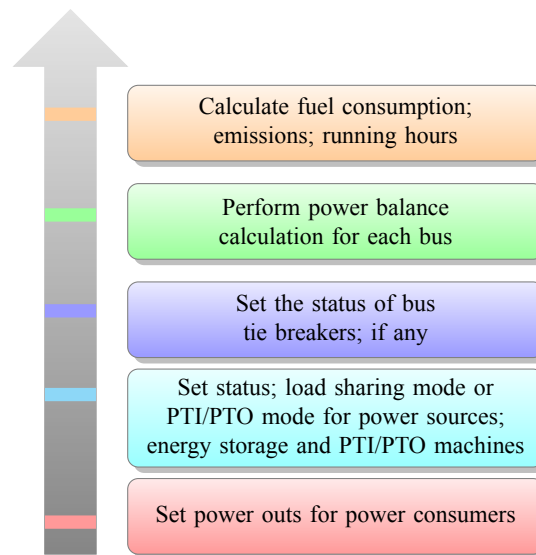 Calculate fuel consumption;
emissions; running hours
Perform power balance
calculation for each bus
Set the status of bus
tie breakers; if any
Set status; load sharing mode or
PTI/PTO mode for power sources;
energy storage and PTI/PTO machines
Set power outs for power consumers